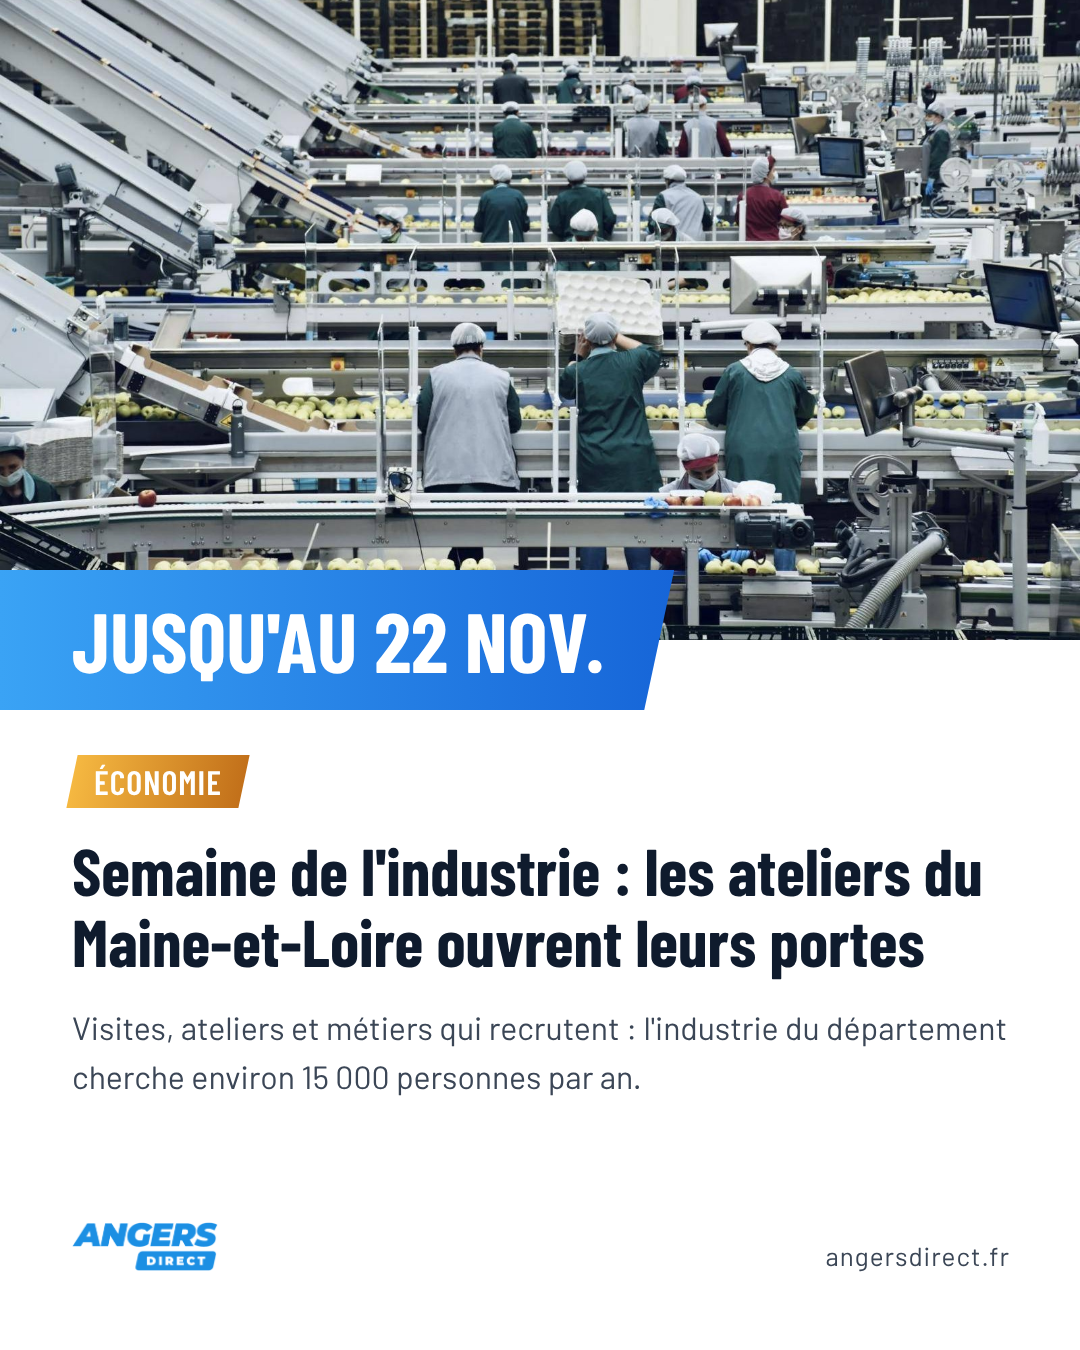 JUSQU'AU 22 NOV.
ÉCONOMIE
Semaine de l'industrie : les ateliers du
Maine-et-Loire ouvrent leurs portes
Visites, ateliers et métiers qui recrutent : l'industrie du département
cherche environ 15 000 personnes par an.
ANGERS
DIRECT
angersdirect.fr